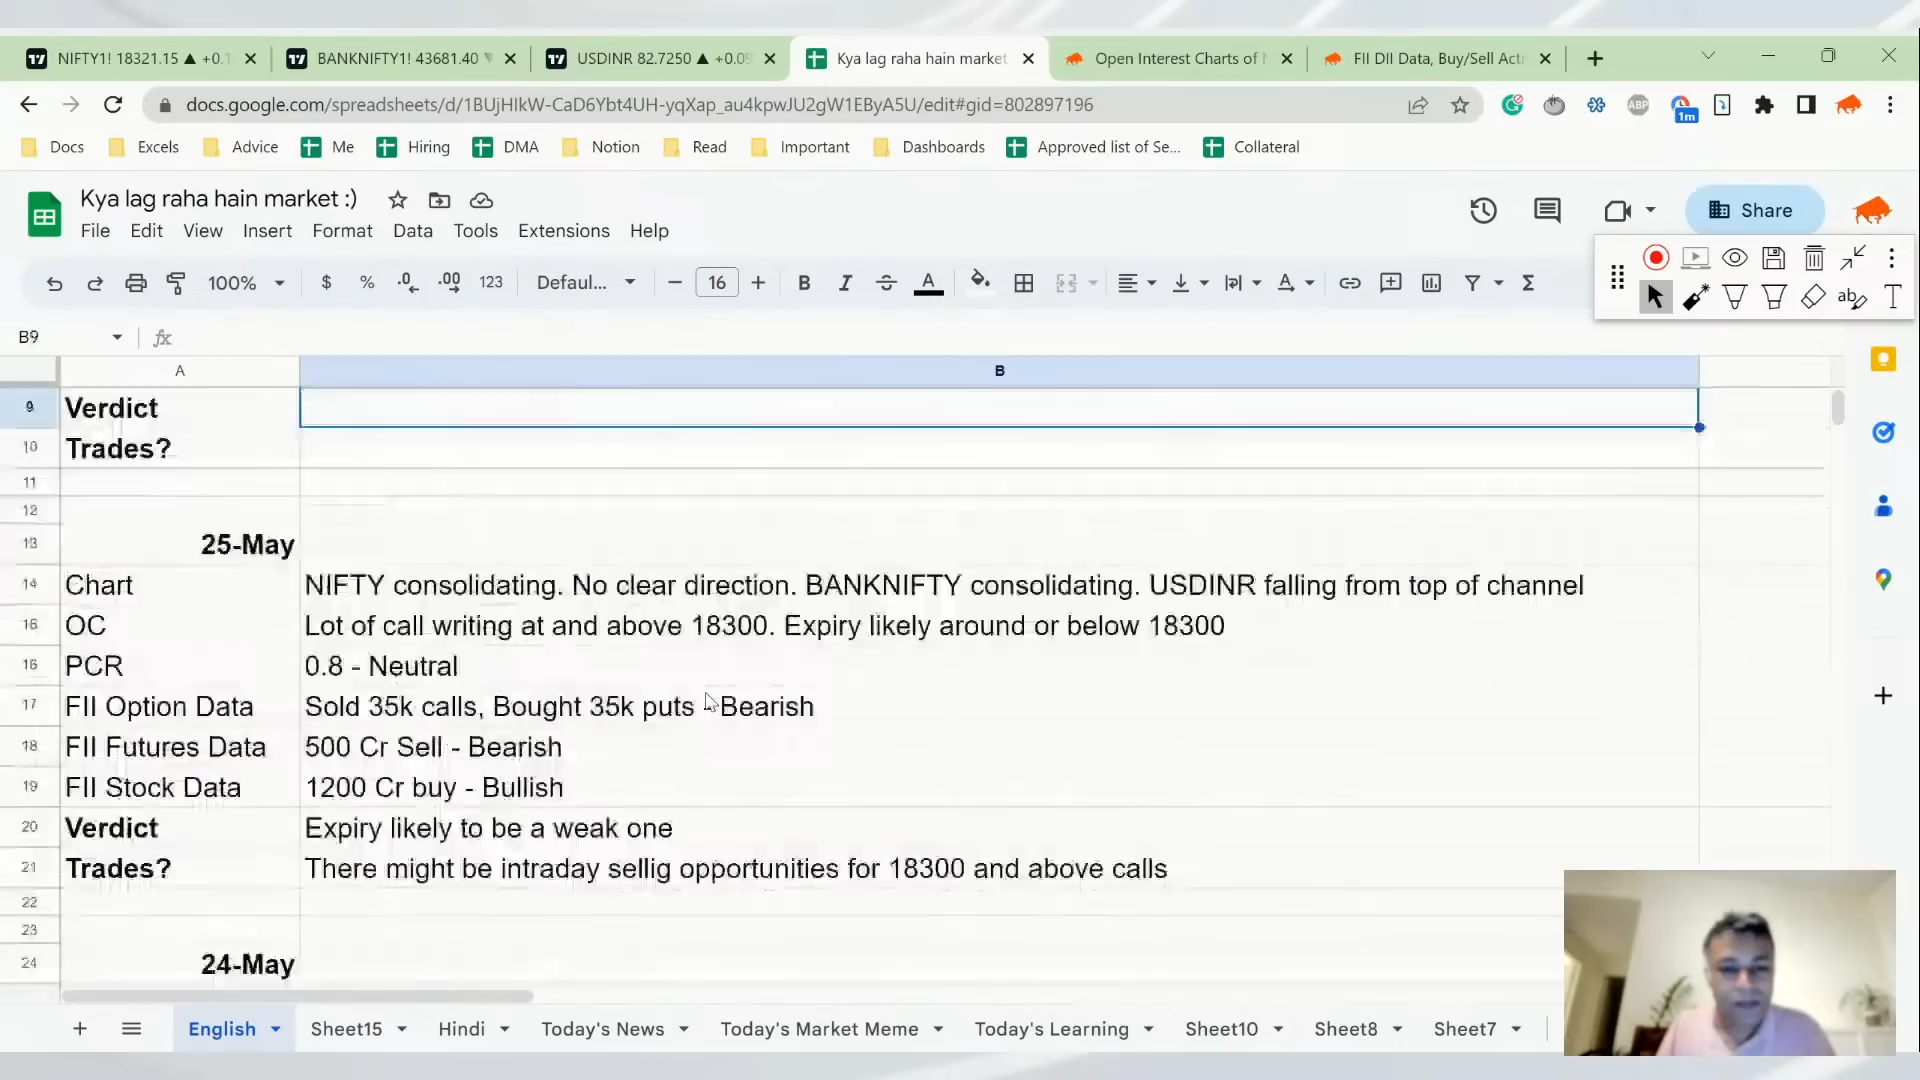 NIFTY1! 18321.15 ▲ +0.1
BANKNIFTY1! 43681.40 ▼
USDINR 82.7250 ▲ +0.09
Kya lag raha hain market
Open Interest Charts of N
FII DII Data, Buy/Sell Acti
docs.google.com/spreadsheets/d/1BUjHlkW-CaD6Ybt4UH-yqXap_au4kpwJU2gW1EByA5U/edit#gid=802897196
ABP
1m
Docs
Excels
Advice
Me
Hiring
DMA
Notion
Read
Important
Dashboards
Approved list of Se...
Collateral
Kya lag raha hain market :)
File Edit View Insert Format Data Tools Extensions Help
Share
100% $ % .0 .00 123 Defaul... − 16 + B I A Σ
ab T
B9 fx
A B
9 Verdict
10 Trades?
11
12
13 25-May
14 Chart NIFTY consolidating. No clear direction. BANKNIFTY consolidating. USDINR falling from top of channel
OC Lot of call writing at and above 18300. Expiry likely around or below 18300
16 PCR 0.8 - Neutral
17 FII Option Data Sold 35k calls, Bought 35k puts Bearish
18 FII Futures Data 500 Cr Sell - Bearish
19 FII Stock Data 1200 Cr buy - Bullish
20 Verdict Expiry likely to be a weak one
21 Trades? There might be intraday sellig opportunities for 18300 and above calls
22
23
24 24-May
English
Sheet15
Hindi
Today's News
Today's Market Meme
Today's Learning
Sheet10
Sheet8
Sheet7